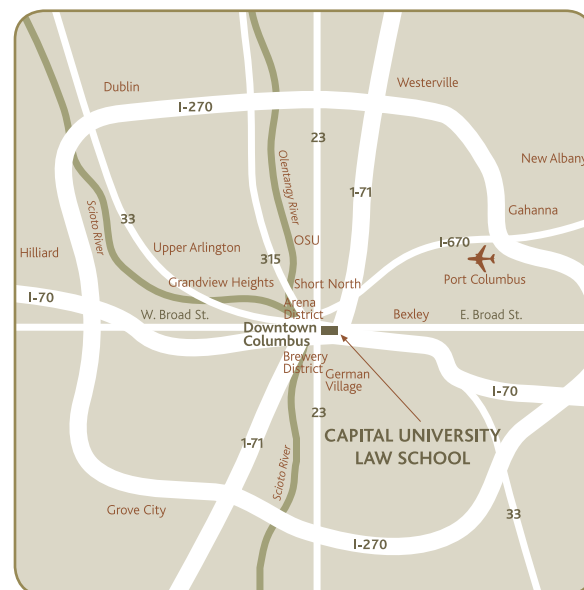 Dublin
Westerville
I-270
23
New Albany
Olentangy River
1-71
Scioto River
33
Gahanna
Hilliard
Upper Arlington
OSU
I-670
315
Grandview Heights
Short North
Port Columbus
I-70
Arena
District
W. Broad St.
Bexley
E. Broad St.
Downtown
Columbus
Brewery
District
German
Village
I-70
23
CAPITAL UNIVERSITY
LAW SCHOOL
1-71
Scioto River
Grove City
33
I-270